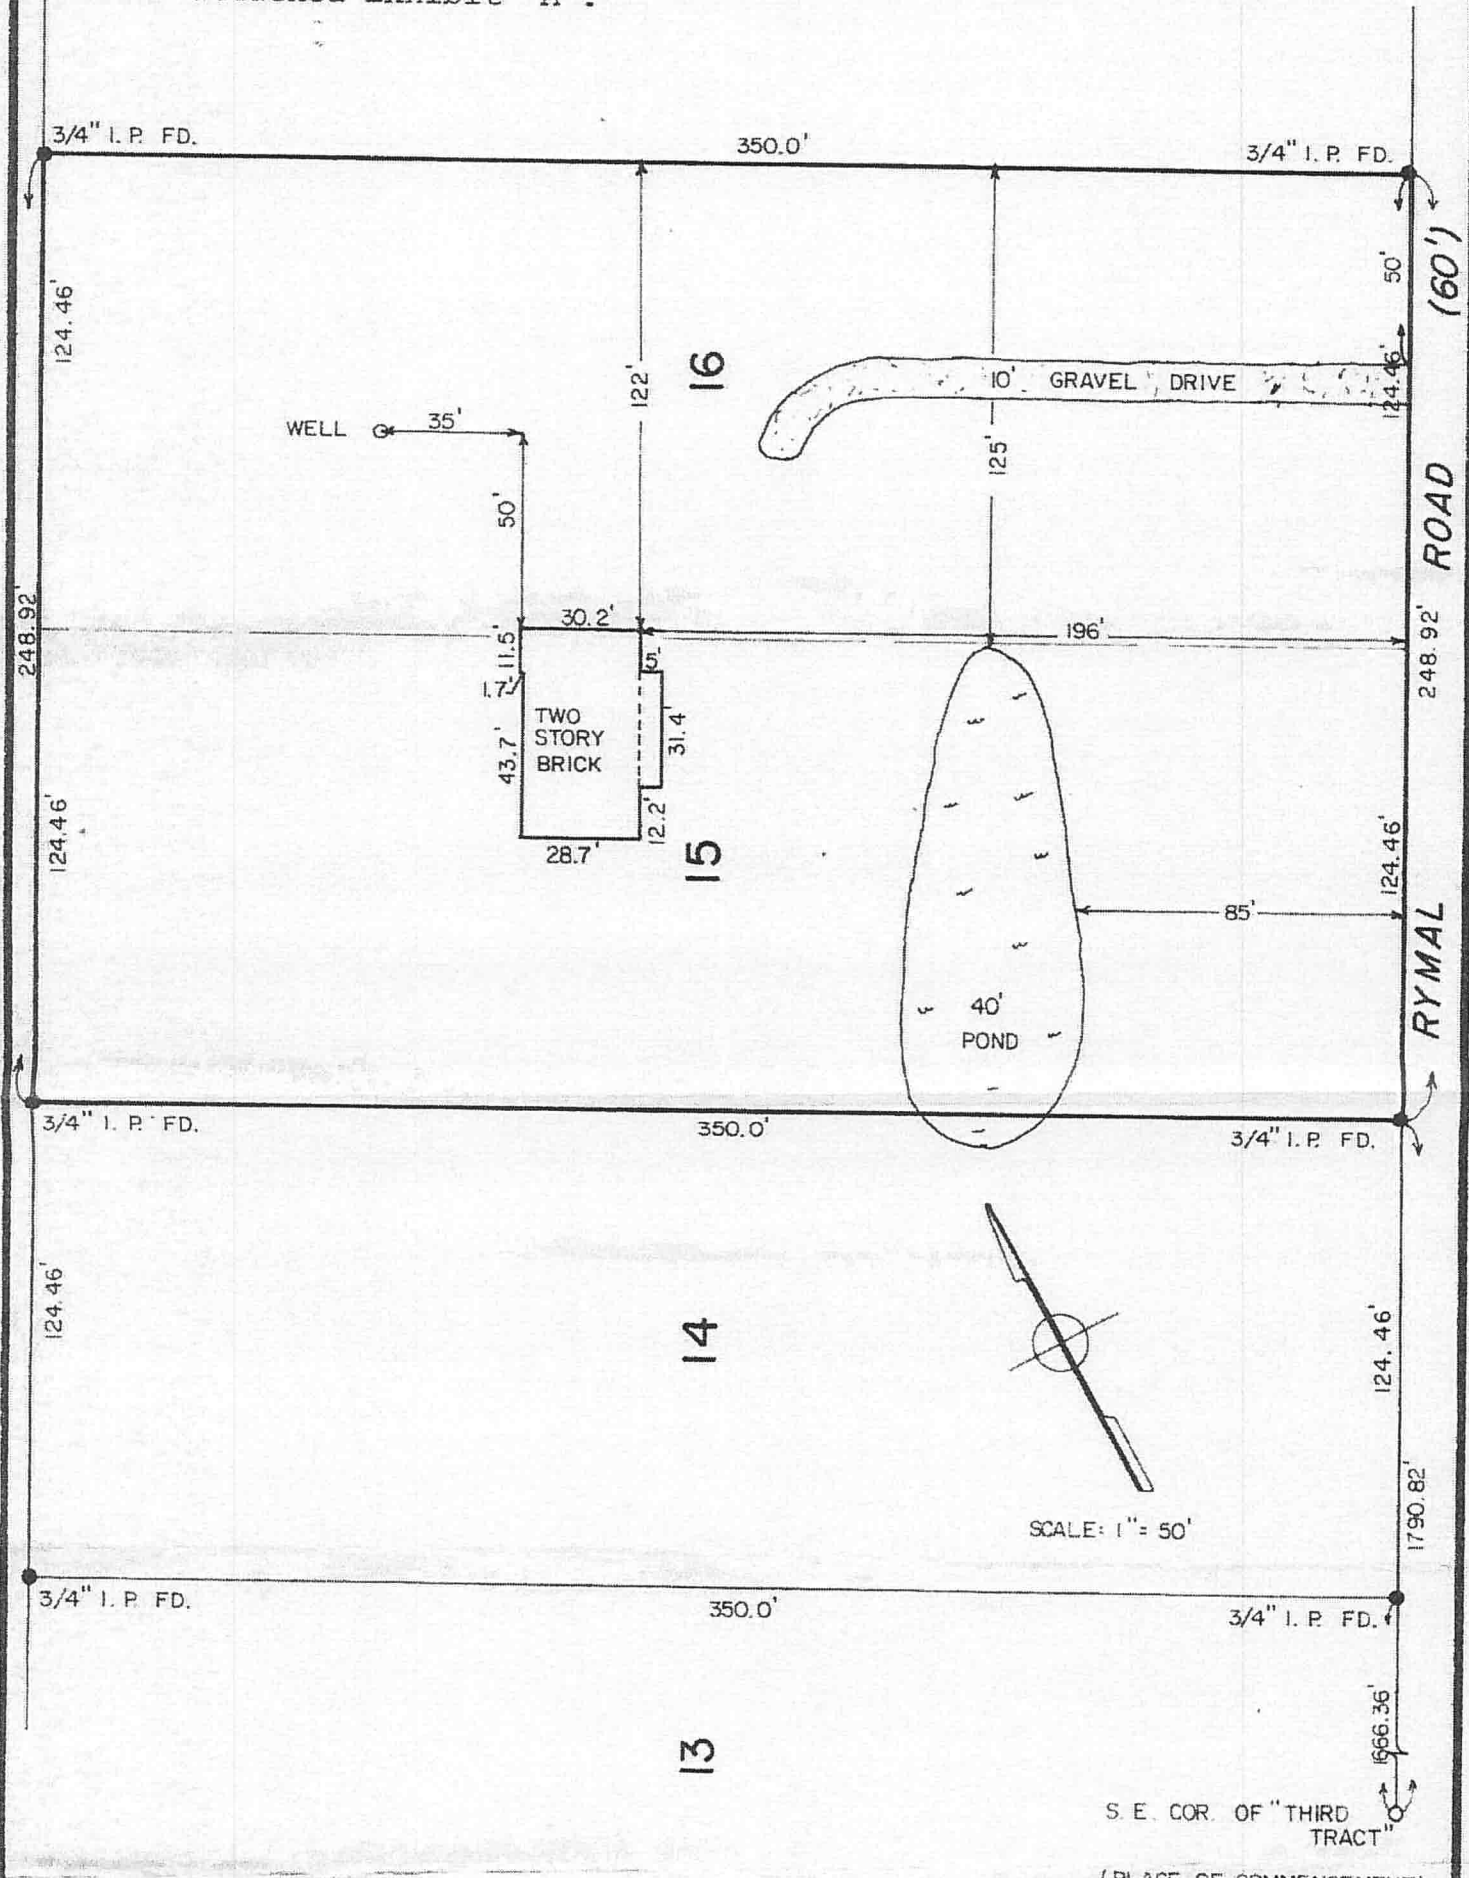 3/4" I. P. FD.
350.0'
3/4" I. P. FD.
50'
(60')
124.46'
122'
16
10' GRAVEL DRIVE
124.46'
WELL
35'
125'
50'
ROAD
248.92'
30.2'
11.5'
5'
196'
248.92'
1.7'
TWO
STORY
BRICK
31.4'
43.7'
12.2'
28.7'
15
124.46'
124.46'
85'
RYMAL
40'
POND
3/4" I. P. FD.
350.0'
3/4" I. P. FD.
124.46'
14
124.46'
1790.82'
SCALE: 1" = 50'
3/4" I. P. FD.
350.0'
3/4" I. P. FD.
13
1666.36'
S. E. COR. OF "THIRD
TRACT"
(PLACE OF COMMENCEMENT)